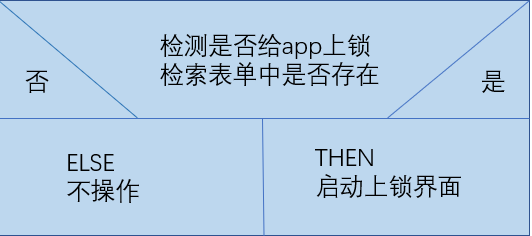 检测是否给app上锁
检索表单中是否存在
否
是
ELSE
不操作
THEN
启动上锁界面